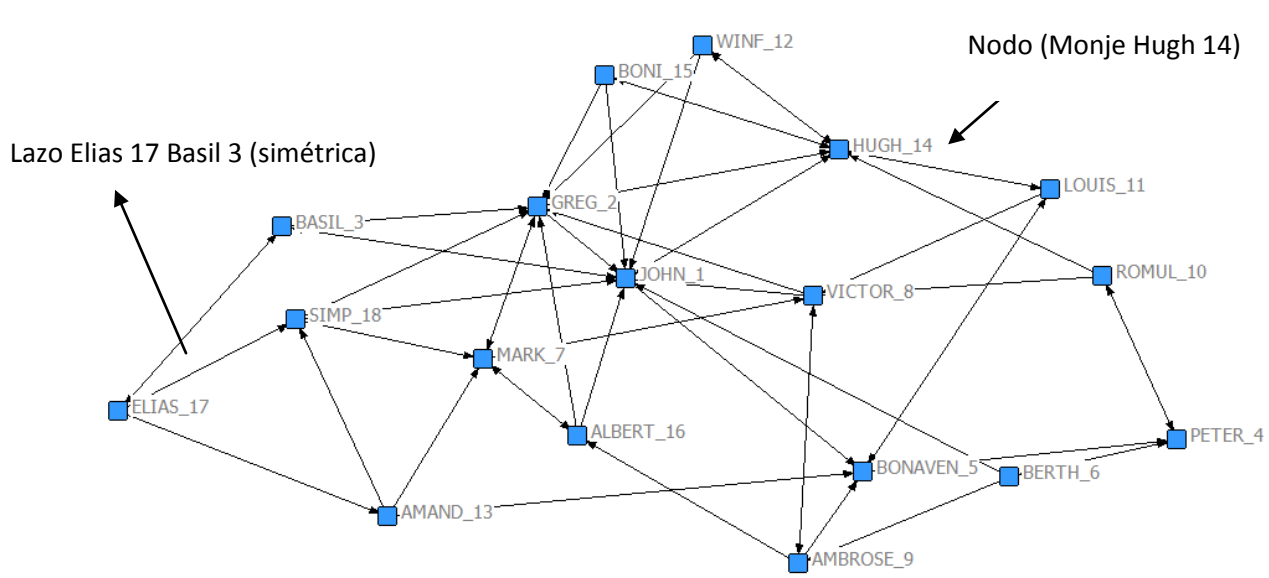 WINF_12
Nodo (Monje Hugh 14)
BONI_15
Lazo Elias 17 Basil 3 (simétrica)
HUGH_14
LOUIS_11
GREG_2
BASIL_3
JOHN_1
ROMUL_10
VICTOR_8
SIMP_18
MARK_7
ELIAS_17
ALBERT_16
PETER_4
BONAVEN_5
BERTH_6
AMAND_13
AMBROSE_9